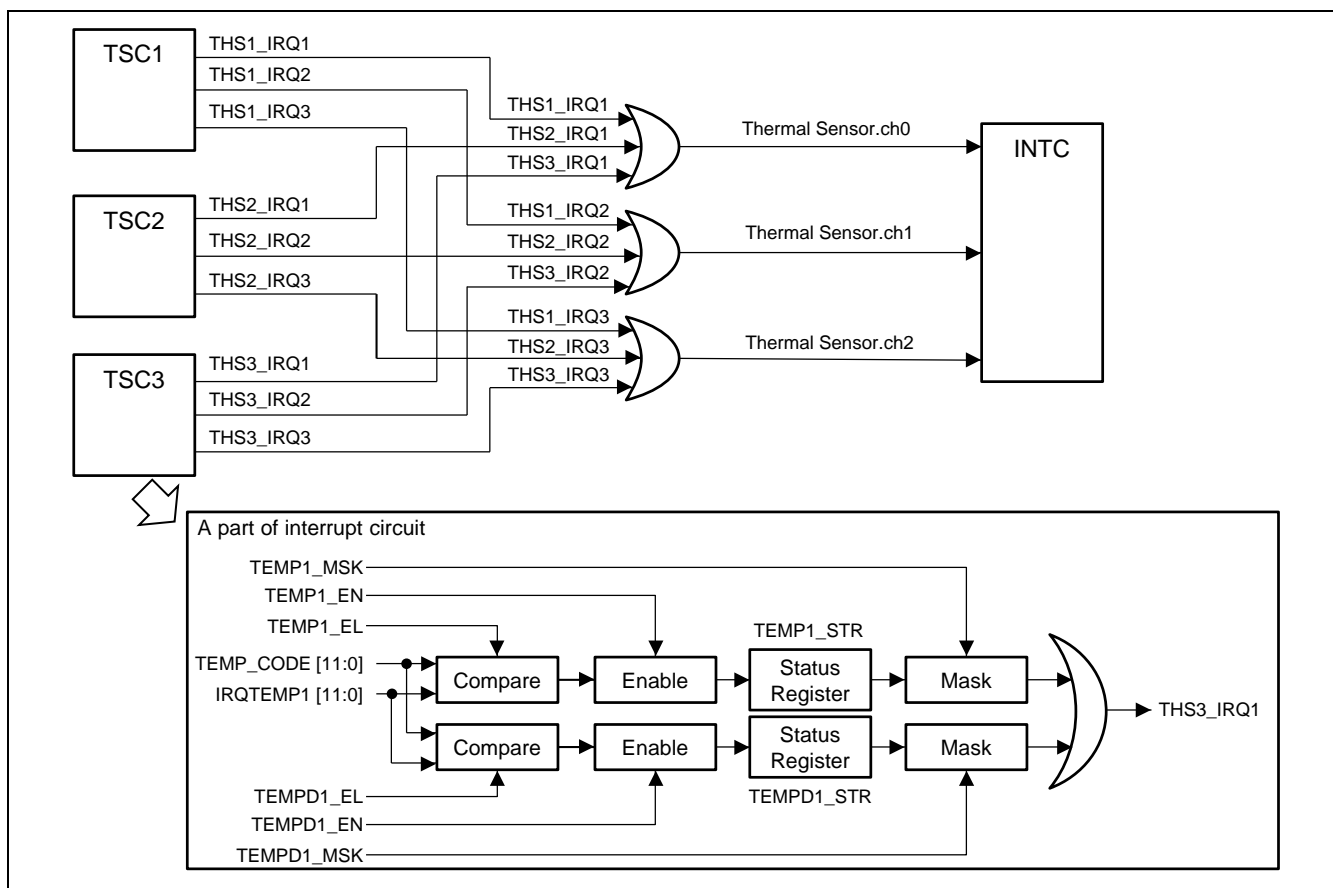 TSC1
THS1_IRQ1
THS1_IRQ2
THS1_IRQ3
TSC2
THS2_IRQ1
THS2_IRQ2
THS2_IRQ3
TSC3
THS3_IRQ1
THS3_IRQ2
THS3_IRQ3
THS1_IRQ1
THS2_IRQ1
THS3_IRQ1
THS1_IRQ2
THS2_IRQ2
THS3_IRQ2
THS1_IRQ3
THS2_IRQ3
THS3_IRQ3
Thermal Sensor.ch0
Thermal Sensor.ch1
Thermal Sensor.ch2
INTC
A part of interrupt circuit
TEMP1_MSK
TEMP1_EN
TEMP1_EL
TEMP_CODE [11:0]
IRQTEMP1 [11:0]
Compare
Enable
TEMP1_STR
Status
Register
Mask
Compare
Enable
Status
Register
TEMPD1_STR
Mask
THS3_IRQ1
TEMPD1_EL
TEMPD1_EN
TEMPD1_MSK